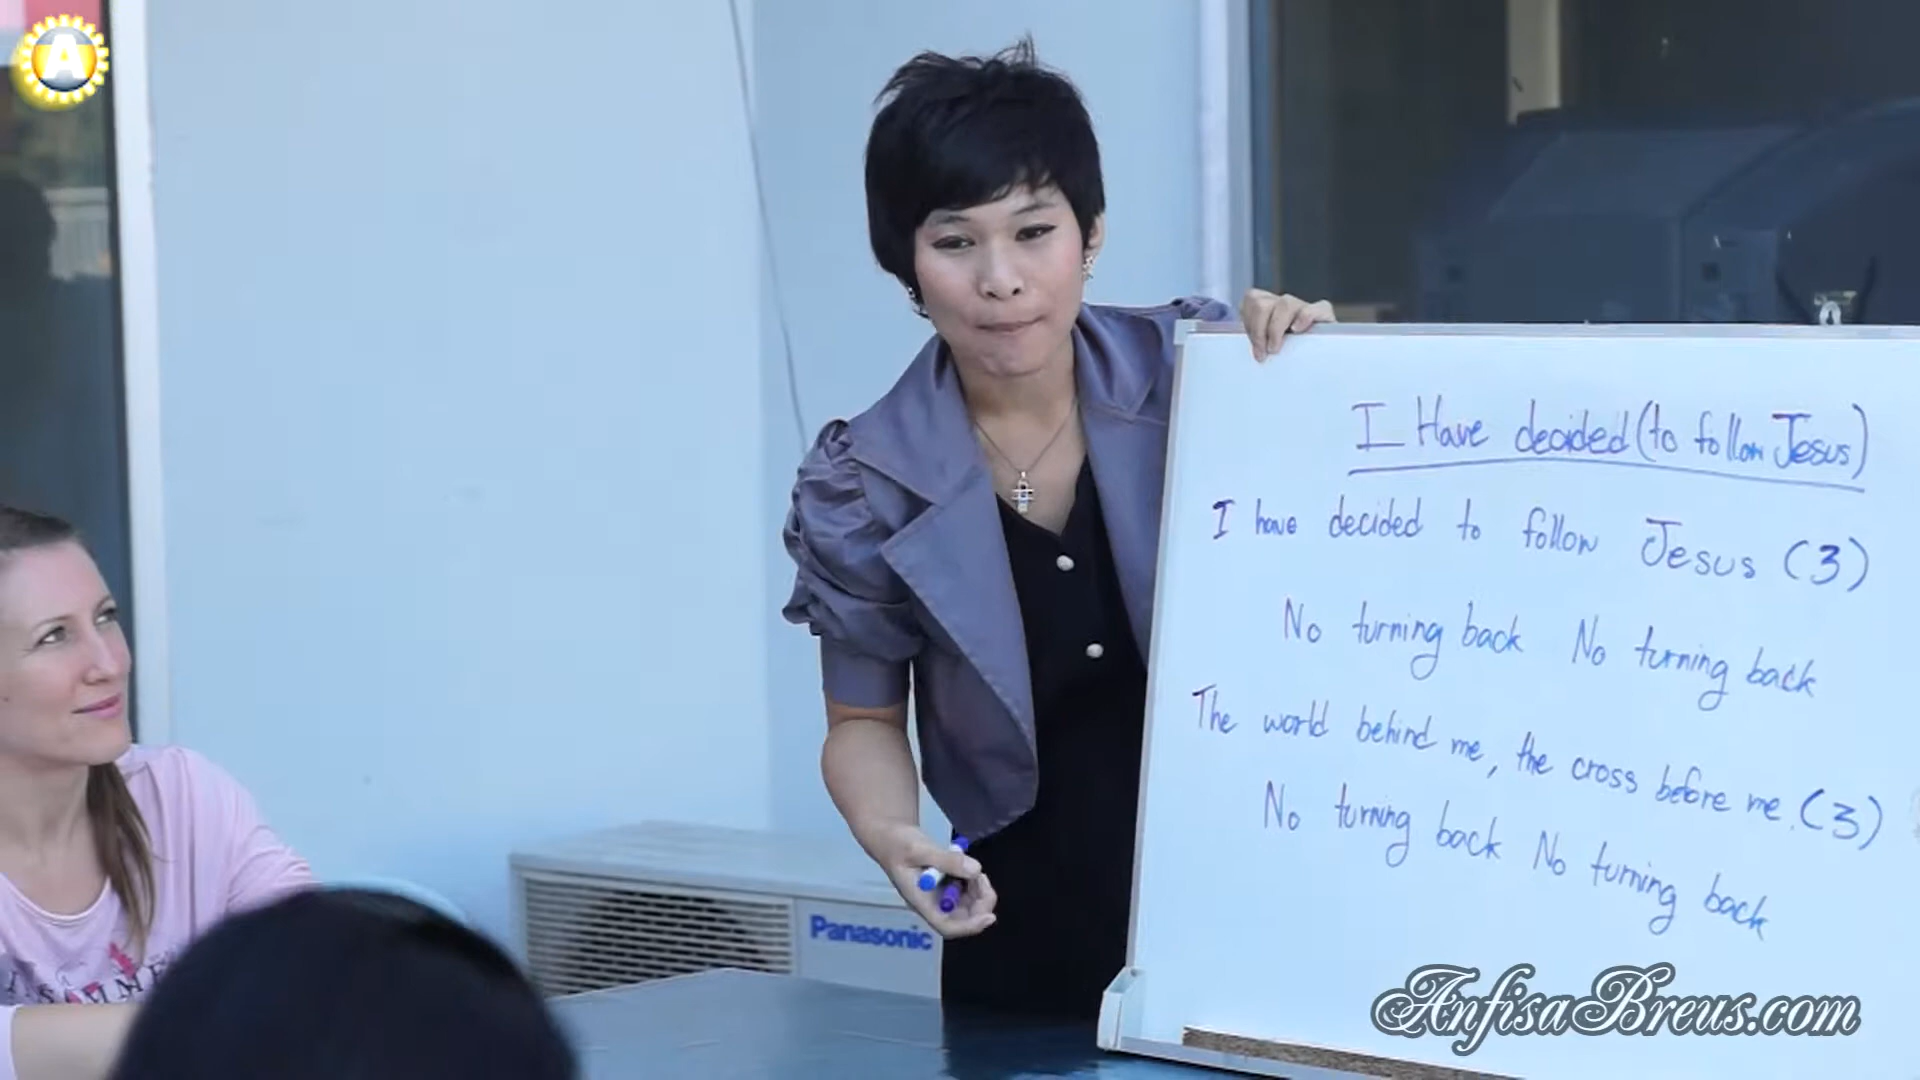 A
I Have decided (to follow Jesus)
I have decided to follow Jesus (3)
No turning back No turning back
The world behind me, the cross before me. (3)
No turning back No turning back
Panasonic
AnfisaBreus.com